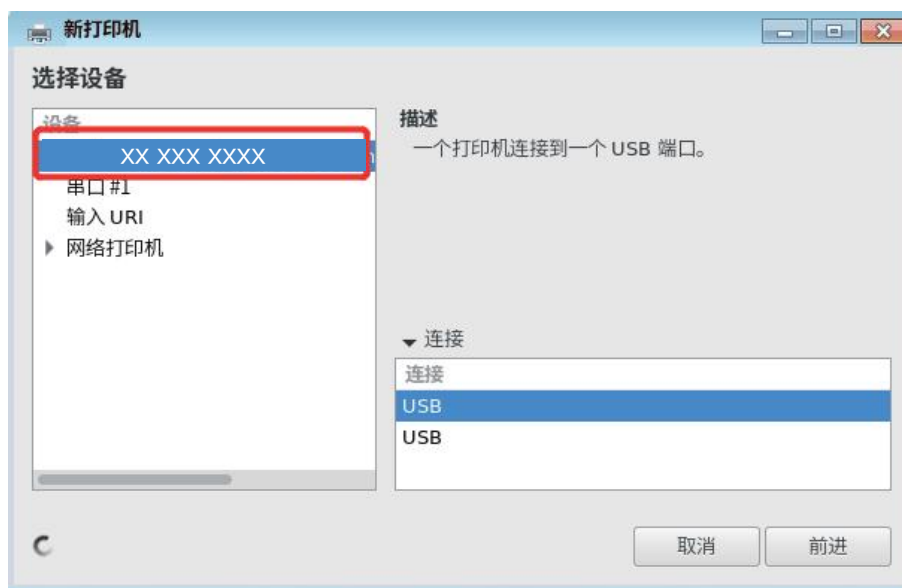 新打印机
选择设备
设备
XX XXX XXXX
串口 #1
输入 URI
网络打印机
描述
一个打印机连接到一个 USB 端口。
连接
连接
USB
USB
取消
前进